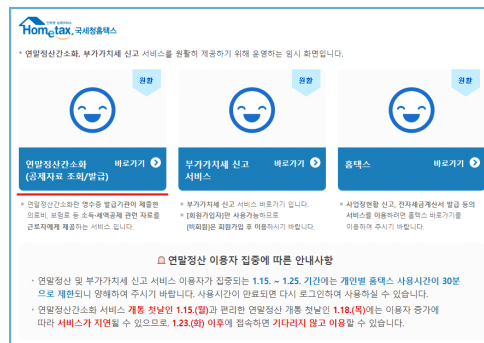 Hometax. 국세청홈택스
* 연말정산간소화, 부가가치세 신고 서비스를 원활히 제공하기 위해 운영하는 임시 화면입니다.
원활
원활
원활
연말정산간소화
(공제자료 조회/발급)
바로가기
부가가치세 신고
서비스
바로가기
홈택스
바로가기
* 연말정산간소화란 영수증 발급기관이 제출한
의료비, 보험료 등 소득·세액공제 관련 자료를
근로자에게 제공하는 서비스 입니다.
* 부가가치세 신고 서비스 바로가기 입니다.
* [회원가입자]만 사용가능하므로
[비회원]은 회원가입 후 이용하시기 바랍니다.
* 사업장현황 신고, 전자세금계산서 발급 등의
서비스를 이용하려면 홈택스 바로가기를
이용하여 주시기 바랍니다.
연말정산 이용자 집중에 따른 안내사항
· 연말정산 및 부가가치세 신고 서비스 이용자가 집중되는 1.15. ~ 1.25. 기간에는 개인별 홈택스 사용시간이 30분
으로 제한되니 양해하여 주시기 바랍니다. 사용시간이 만료되면 다시 로그인하여 사용하실 수 있습니다.
· 연말정산간소화 서비스 개통 첫날인 1.15.(월)과 편리한 연말정산 개통 첫날인 1.18.(목)에는 이용자 증가에
따라 서비스가 지연될 수 있으므로, 1.23.(화) 이후에 접속하면 기다리지 않고 이용할 수 있습니다.